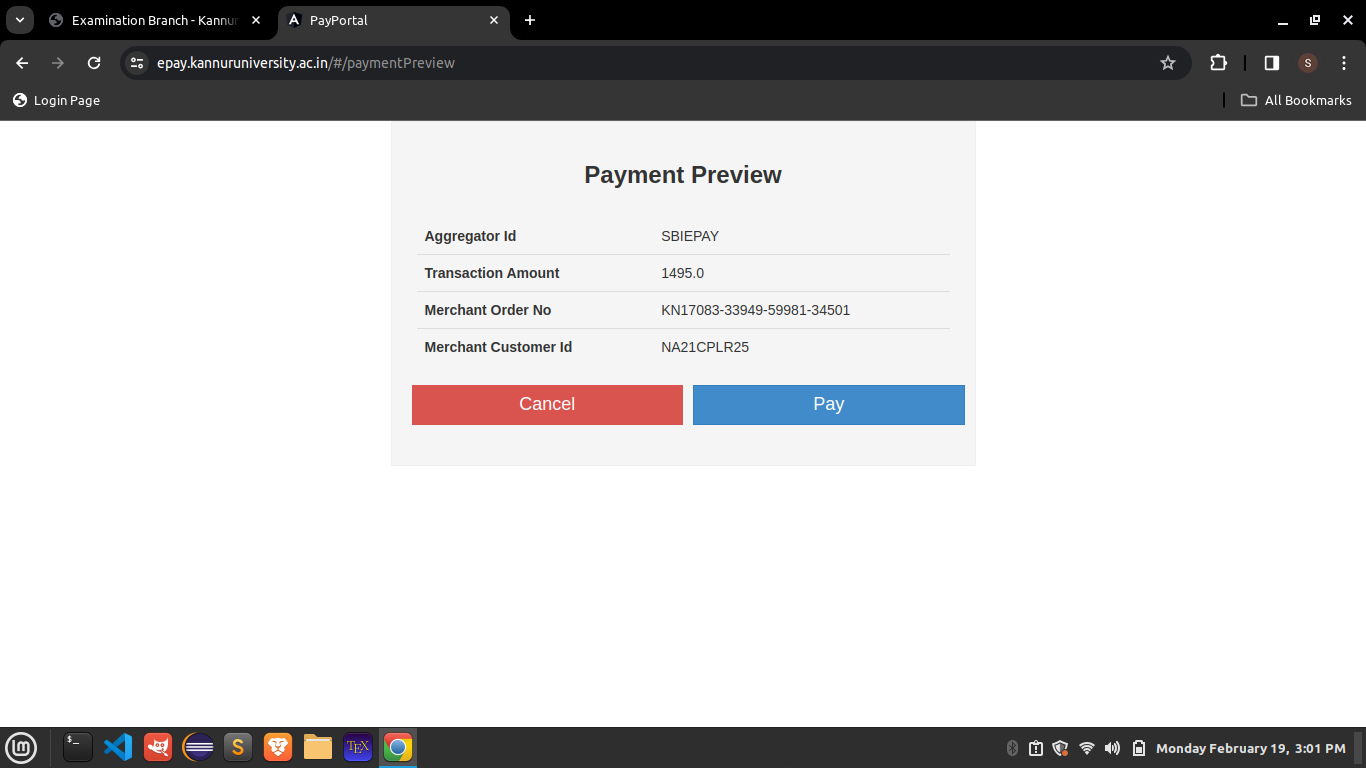 Examination Branch - Kannur
PayPortal
epay.kannuruniversity.ac.in/#/paymentPreview
S
Login Page
All Bookmarks
Payment Preview
Aggregator Id SBIEPAY
Transaction Amount 1495.0
Merchant Order No KN17083-33949-59981-34501
Merchant Customer Id NA21CPLR25
Cancel Pay
$_ S TEX Monday February 19, 3:01 PM